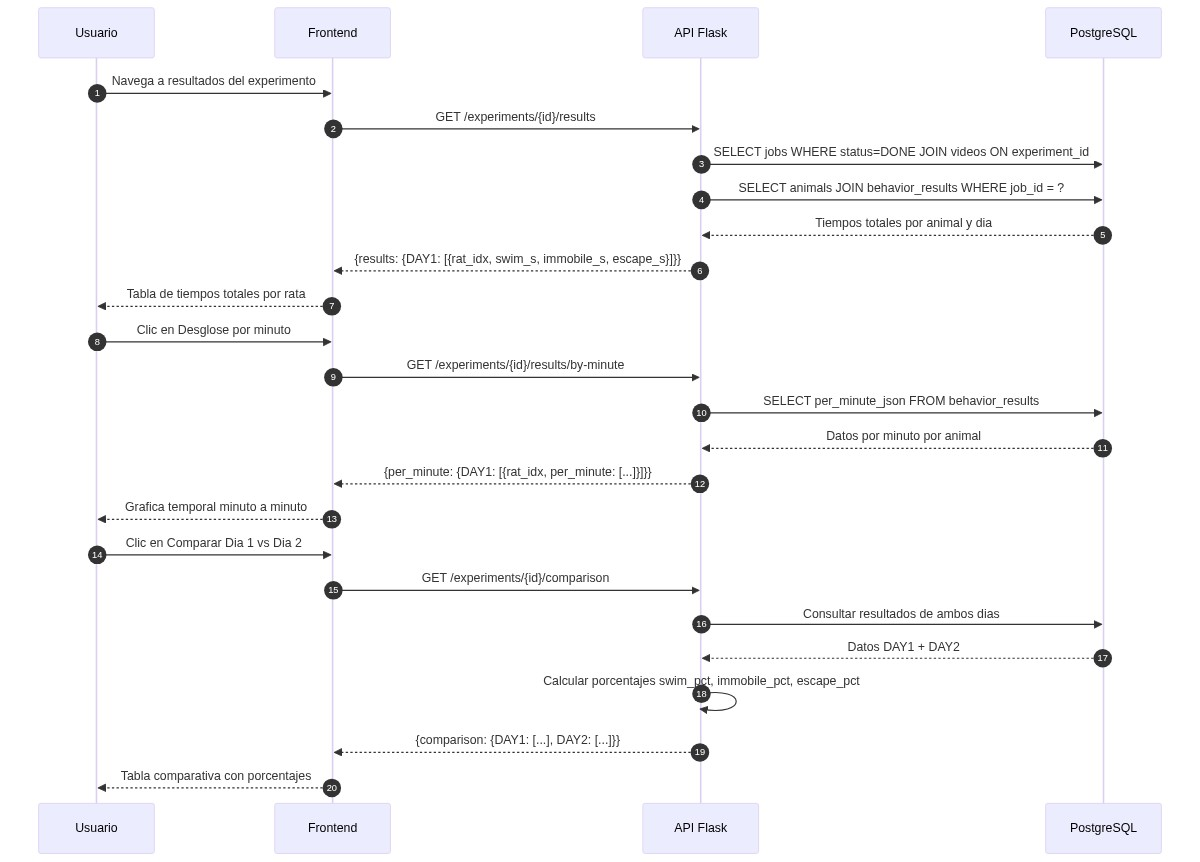 Usuario
Frontend
API Flask
PostgreSQL
Navega a resultados del experimento
1
GET /experiments/{id}/results
2
SELECT jobs WHERE status=DONE JOIN videos ON experiment_id
3
SELECT animals JOIN behavior_results WHERE job_id = ?
4
Tiempos totales por animal y dia
5
{results: {DAY1: [{rat_idx, swim_s, immobile_s, escape_s}]}}
6
Tabla de tiempos totales por rata
7
Clic en Desglose por minuto
8
GET /experiments/{id}/results/by-minute
9
SELECT per_minute_json FROM behavior_results
10
Datos por minuto por animal
11
{per_minute: {DAY1: [{rat_idx, per_minute: [...]}]}}
12
Grafica temporal minuto a minuto
13
Clic en Comparar Dia 1 vs Dia 2
14
GET /experiments/{id}/comparison
15
Consultar resultados de ambos dias
16
Datos DAY1 + DAY2
17
Calcular porcentajes swim_pct, immobile_pct, escape_pct
18
{comparison: {DAY1: [...], DAY2: [...]}}
19
Tabla comparativa con porcentajes
20
Usuario
Frontend
API Flask
PostgreSQL